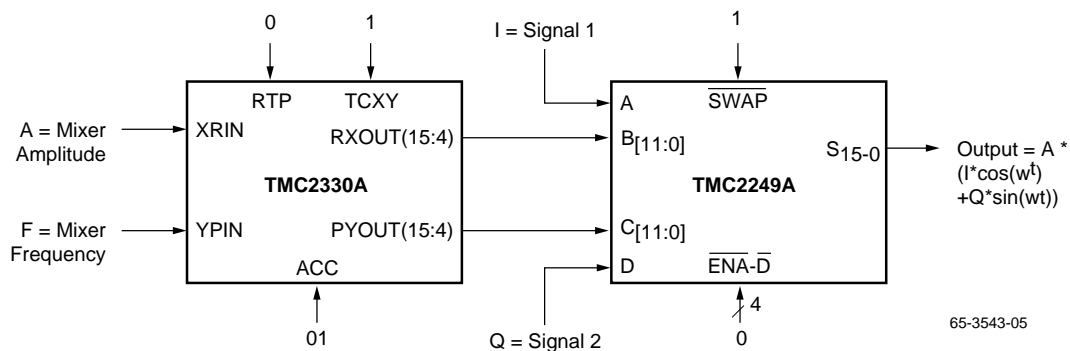 0
1
I = Signal 1
1
RTP
TCXY
A
SWAP
A = Mixer
Amplitude
XRIN
RXOUT(15:4)
B[11:0]
S15-0
Output = A *
(I*cos(wt)
+Q*sin(wt))
TMC2330A
TMC2249A
F = Mixer
Frequency
YPIN
PYOUT(15:4)
C[11:0]
ACC
D
ENA-D
4
01
Q = Signal 2
0
65-3543-05